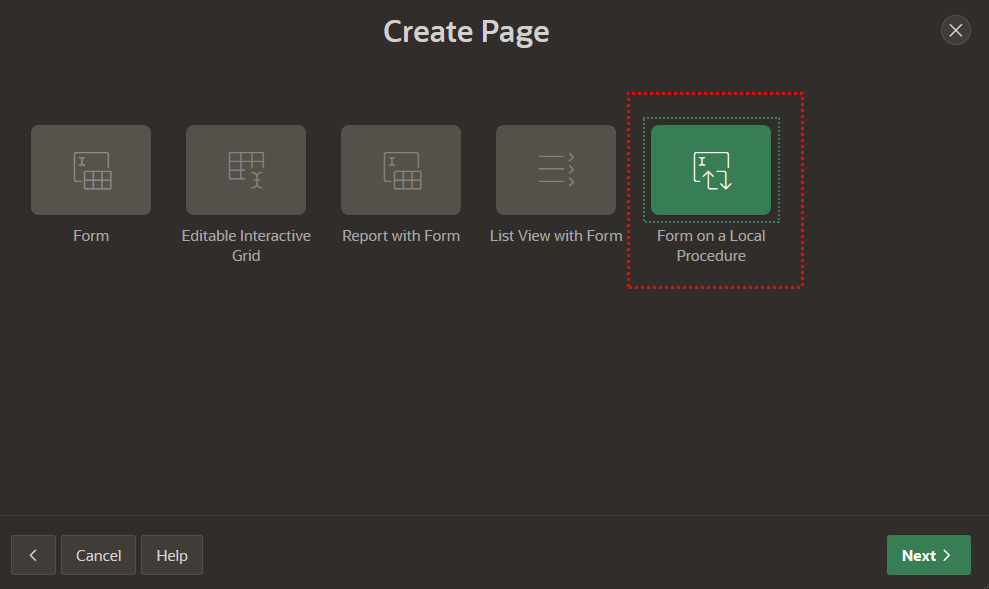 Create Page
Form
Editable Interactive
Grid
Report with Form
List View with Form
Form on a Local
Procedure
Cancel
Help
Next